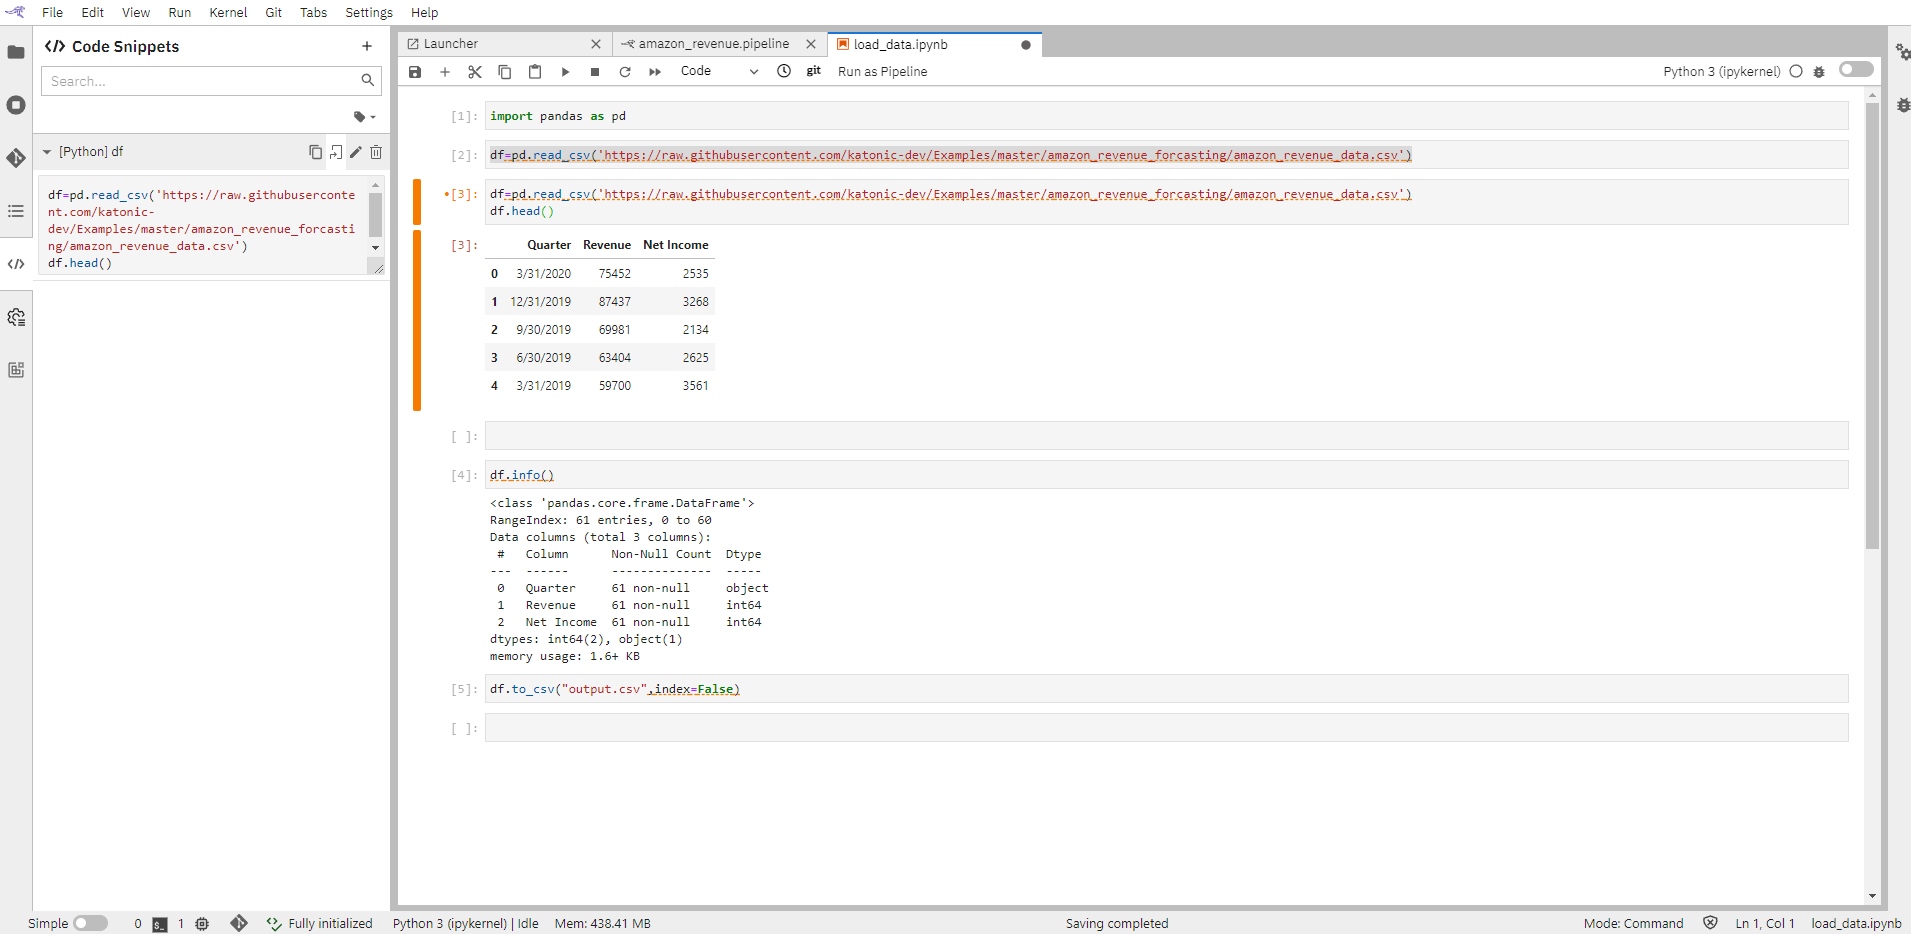 File Edit View Run Kernel Git Tabs Settings Help
</> Code Snippets +
Search...
[Python] df
df=pd.read_csv('https://raw.githubuserconte
nt.com/katonic-
dev/Examples/master/amazon_revenue_forcasti
ng/amazon_revenue_data.csv')
df.head()
Launcher amazon_revenue.pipeline load_data.ipynb
Code git Run as Pipeline Python 3 (ipykernel)
[1]: import pandas as pd
[2]: df=pd.read_csv('https://raw.githubusercontent.com/katonic-dev/Examples/master/amazon_revenue_forcasting/amazon_revenue_data.csv')
•[3]: df=pd.read_csv('https://raw.githubusercontent.com/katonic-dev/Examples/master/amazon_revenue_forcasting/amazon_revenue_data.csv')
df.head()
[3]: Quarter Revenue Net Income
0 3/31/2020 75452 2535
1 12/31/2019 87437 3268
2 9/30/2019 69981 2134
3 6/30/2019 63404 2625
4 3/31/2019 59700 3561
[ ]:
[4]: df.info()
<class 'pandas.core.frame.DataFrame'>
RangeIndex: 61 entries, 0 to 60
Data columns (total 3 columns):
# Column Non-Null Count Dtype
--- ------ -------------- -----
0 Quarter 61 non-null object
1 Revenue 61 non-null int64
2 Net Income 61 non-null int64
dtypes: int64(2), object(1)
memory usage: 1.6+ KB
[5]: df.to_csv("output.csv",index=False)
[ ]:
Simple 0 1 Fully initialized Python 3 (ipykernel) | Idle Mem: 438.41 MB Saving completed Mode: Command Ln 1, Col 1 load_data.ipynb